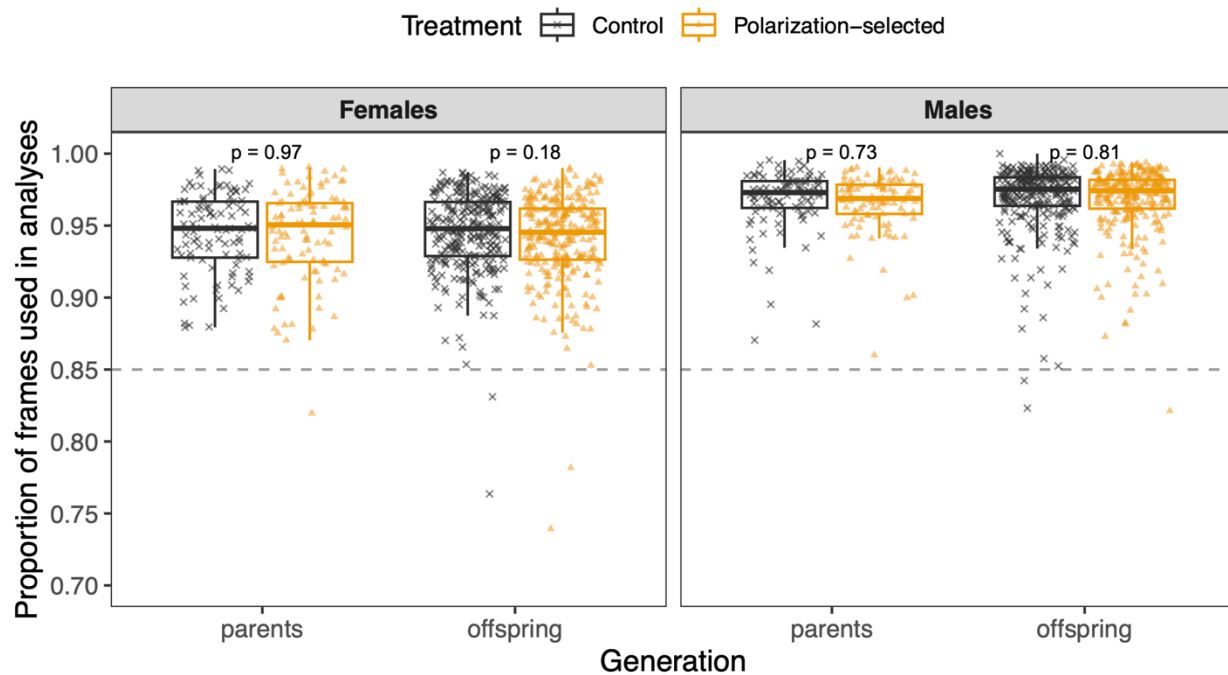 Treatment Control Polarization−selected
Females Males
Proportion of frames used in analyses
1.00
0.95
0.90
0.85
0.80
0.75
0.70
p = 0.97 p = 0.18 p = 0.73 p = 0.81
parents offspring parents offspring
Generation